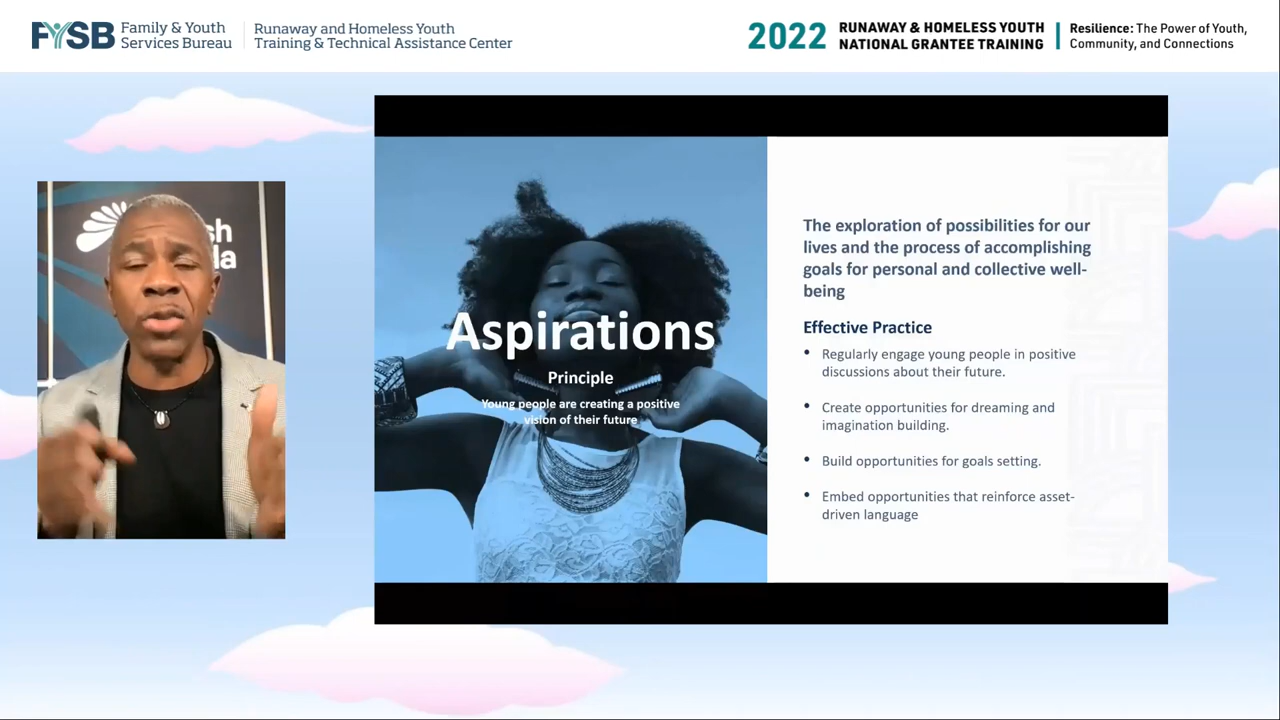 FYSB
Family & Youth
Services Bureau
Runaway and Homeless Youth
Training & Technical Assistance Center
2022
RUNAWAY & HOMELESS YOUTH
NATIONAL GRANTEE TRAINING
Resilience: The Power of Youth,
Community, and Connections
Aspirations
Principle
Young people are creating a positive
vision of their future
The exploration of possibilities for our
lives and the process of accomplishing
goals for personal and collective well-
being
Effective Practice
• Regularly engage young people in positive
discussions about their future.
• Create opportunities for dreaming and
imagination building.
• Build opportunities for goals setting.
• Embed opportunities that reinforce asset-
driven language